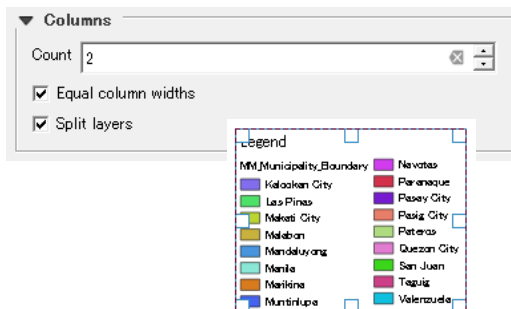 Columns
Count 2
Equal column widths
Split layers
Legend
MM_Municipality_Boundary
Kalookan City
Las Pinas
Makati City
Malabon
Mandaluyong
Manila
Marikina
Muntinlupa
Navotas
Paranaque
Pasay City
Pasig City
Pateros
Quezon City
San Juan
Taguig
Valenzuela